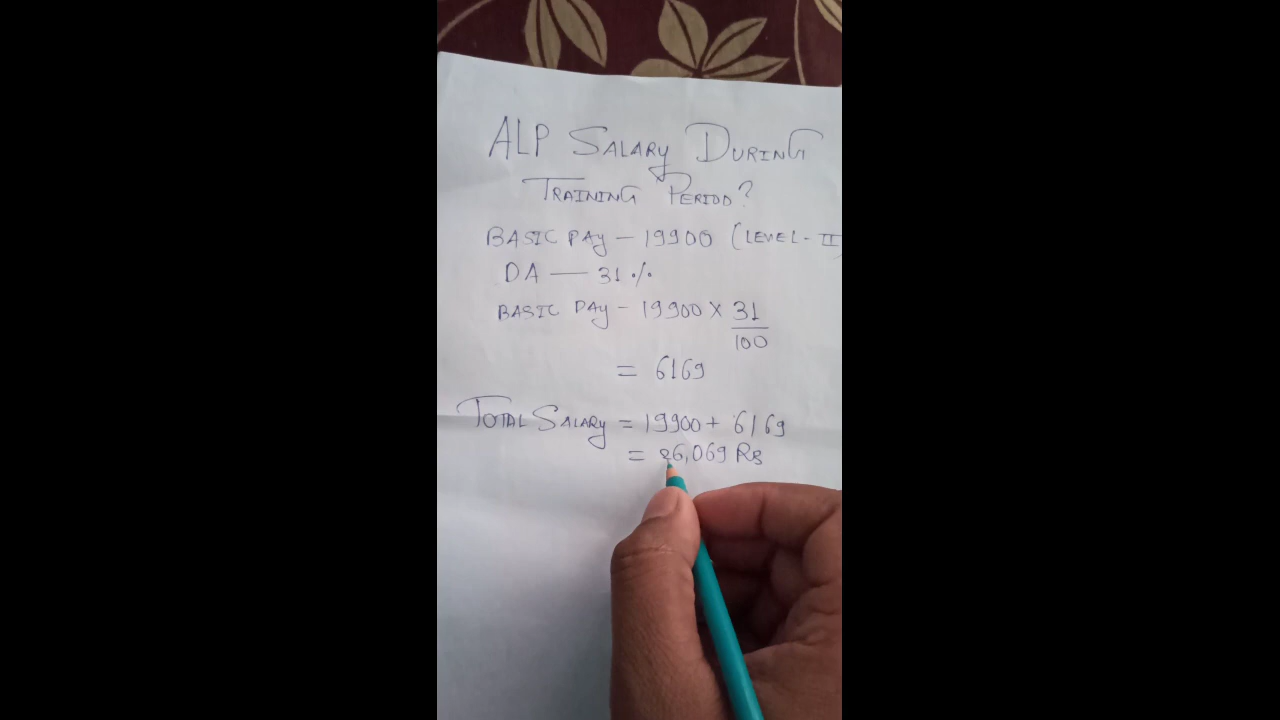 ALP SALARY DURING
TRAINING PERIOD?
BASIC PAY - 19900 (LEVEL - II)
DA — 31 %
BASIC PAY - 19900 × 31/100
= 6169
TOTAL SALARY = 19900 + 6169
= 26,069 Rs